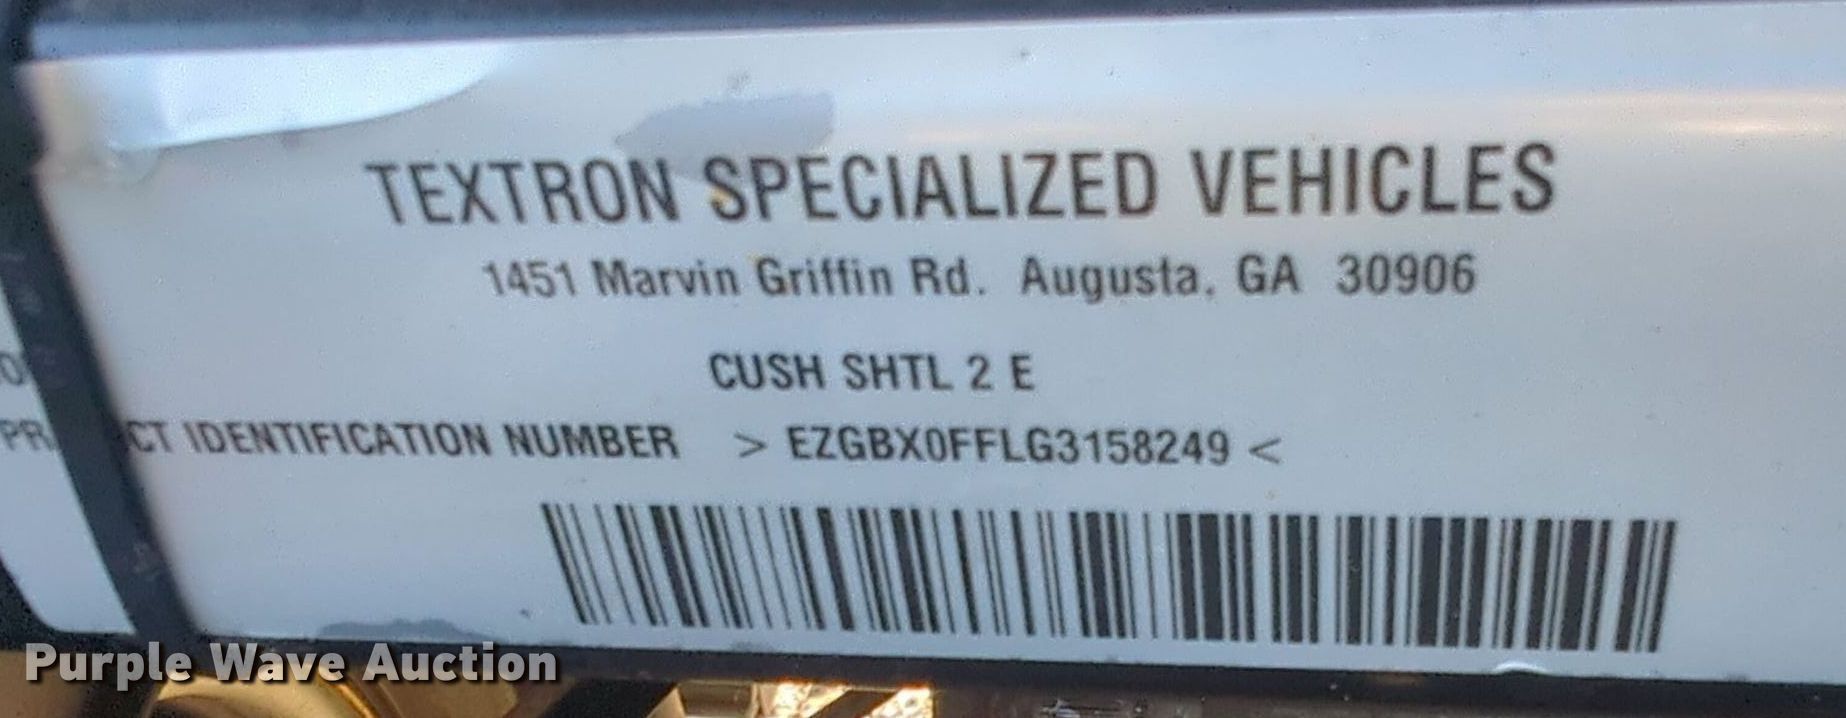 TEXTRON SPECIALIZED VEHICLES
1451 Marvin Griffin Rd. Augusta, GA 30906
CUSH SHTL 2 E
PR CT IDENTIFICATION NUMBER > EZGBX0FFLG3158249 <
Purple Wave Auction